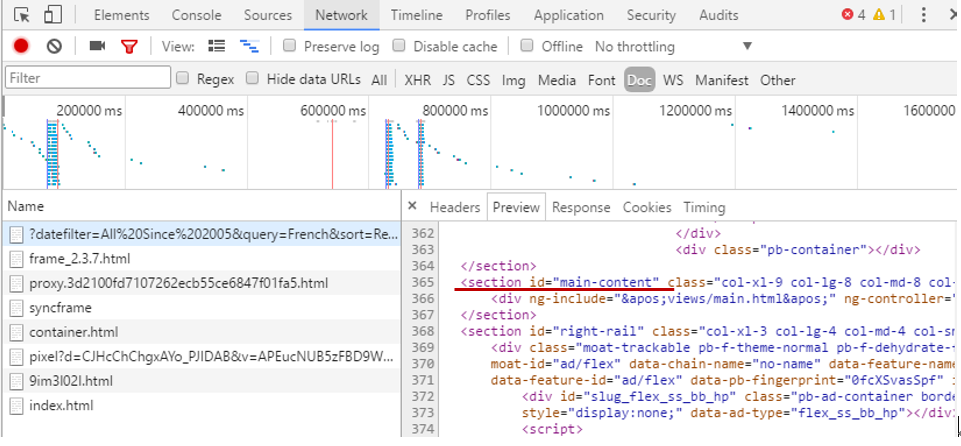 Elements Console Sources Network Timeline Profiles Application Security Audits 4 1
View: Preserve log Disable cache Offline No throttling
Filter Regex Hide data URLs All XHR JS CSS Img Media Font Doc WS Manifest Other
200000 ms 400000 ms 600000 ms 800000 ms 1000000 ms 1200000 ms 1400000 ms 1600000
Name
?datefilter=All%20Since%202005&query=French&sort=Re...
frame_2.3.7.html
proxy.3d2100fd7107262ecb55ce6847f01fa5.html
syncframe
container.html
pixel?d=CJHcChChgxAYo_PJIDAB&v=APEucNUB5zFBD9W...
9im3l02I.html
index.html
× Headers Preview Response Cookies Timing
362 </div>
363 <div class="pb-container"></div>
364 </section>
365 <section id="main-content" class="col-xl-9 col-lg-8 col-md-8 col-
366 <div ng-include="&apos;views/main.html&apos;" ng-controller="
367 </section>
368 <section id="right-rail" class="col-xl-3 col-lg-4 col-md-4 col-sm
369 <div class="moat-trackable pb-f-theme-normal pb-f-dehydrate-
370 moat-id="ad/flex" data-chain-name="no-name" data-feature-name
371 data-feature-id="ad/flex" data-pb-fingerprint="0fcXSvasSpf" i
372 <div id="slug_flex_ss_bb_hp" class="pb-ad-container borde
373 style="display:none;" data-ad-type="flex_ss_bb_hp"></div>
374 <script>